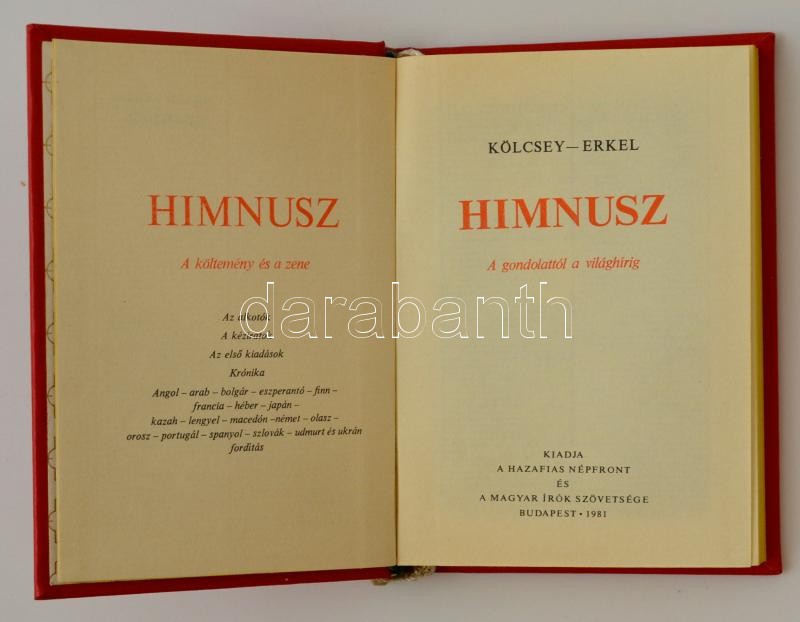 HIMNUSZ
A költemény és a zene
Az alkotók
A kéziratok
Az első kiadások
Krónika
Angol – arab – bolgár – eszperantó – finn –
francia – héber – japán –
kazah – lengyel – macedón –német – olasz –
orosz – portugál – spanyol – szlovák – udmurt és ukrán
fordítás
KÖLCSEY—ERKEL
HIMNUSZ
A gondolattól a világhírig
KIADJA
A HAZAFIAS NÉPFRONT
ÉS
A MAGYAR ÍRÓK SZÖVETSÉGE
BUDAPEST • 1981
darabanth